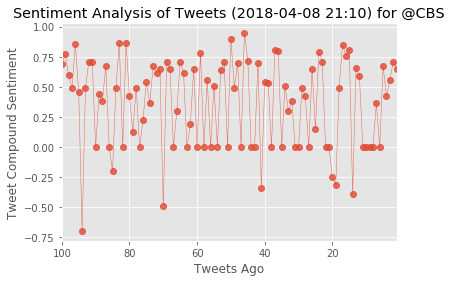 Sentiment Analysis of Tweets (2018-04-08 21:10) for @CBS
1.00
0.75
0.50
0.25
0.00
−0.25
−0.50
−0.75
Tweet Compound Sentiment
100 80 60 40 20
Tweets Ago